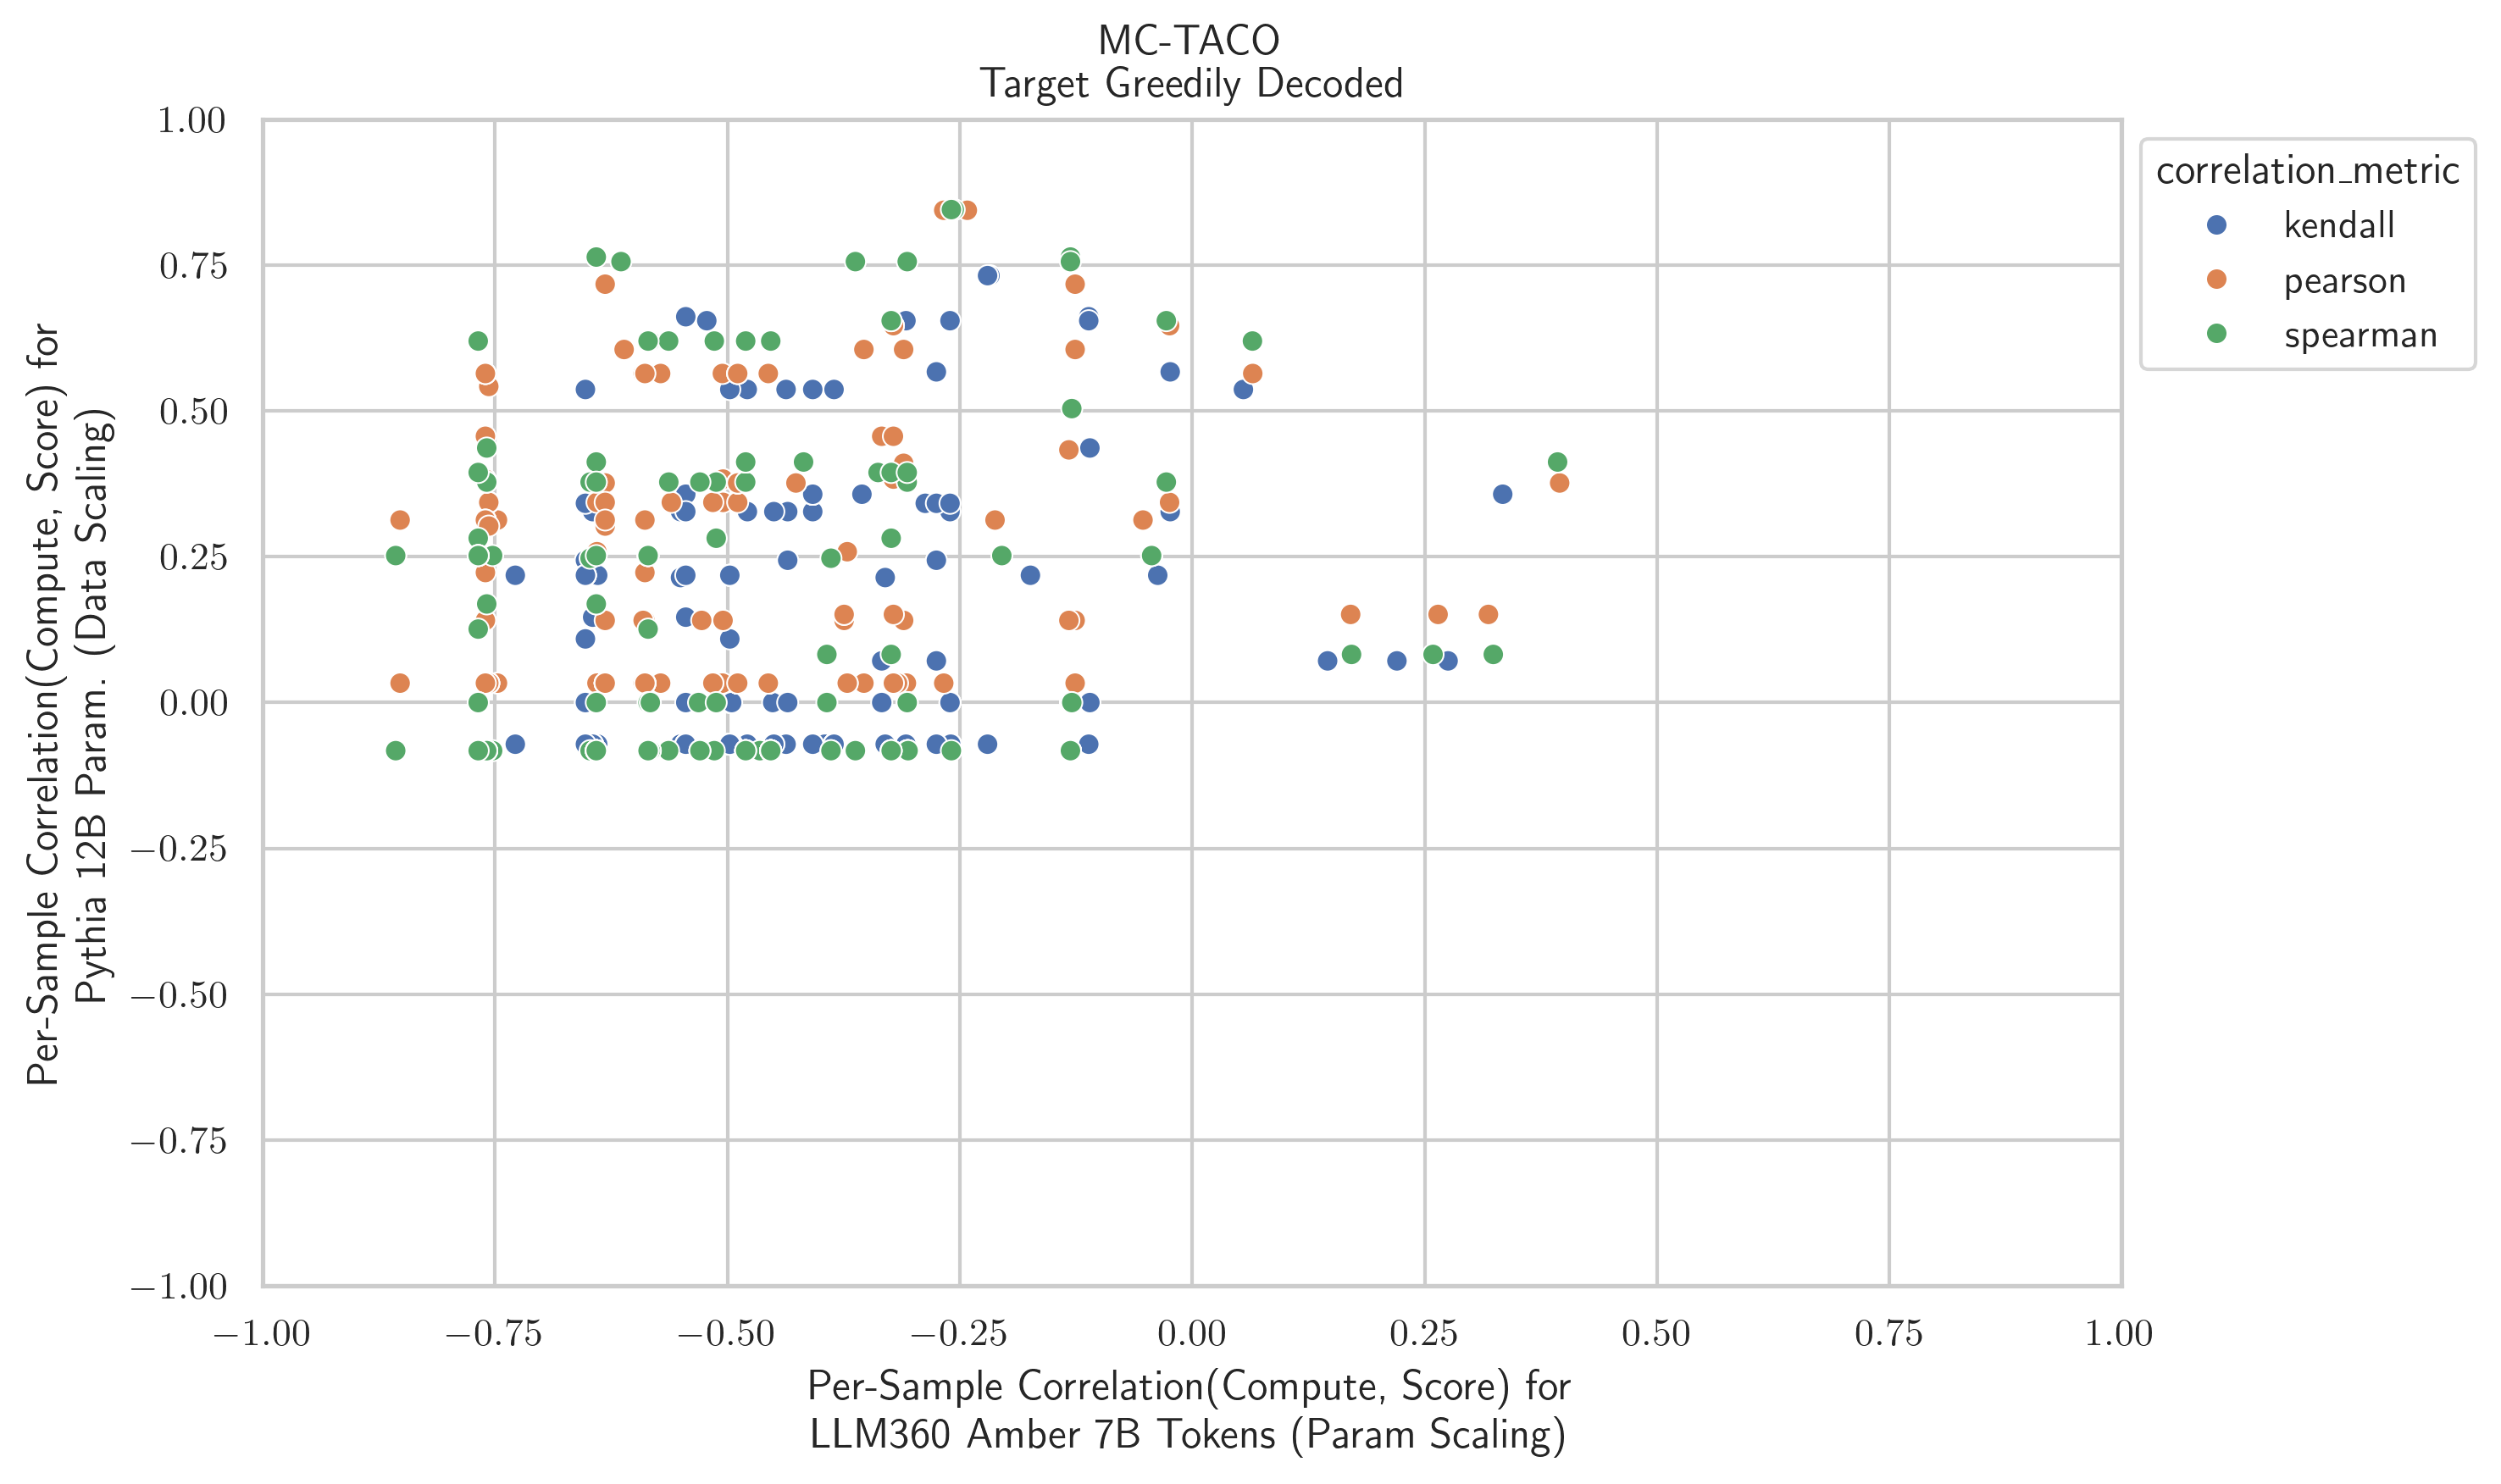 MC-TACO
Target Greedily Decoded
Per-Sample Correlation(Compute, Score) for
Pythia 12B Param. (Data Scaling)
1.00
0.75
0.50
0.25
0.00
−0.25
−0.50
−0.75
−1.00
−1.00
−0.75
−0.50
−0.25
0.00
0.25
0.50
0.75
1.00
Per-Sample Correlation(Compute, Score) for
LLM360 Amber 7B Tokens (Param Scaling)
correlation_metric
kendall
pearson
spearman